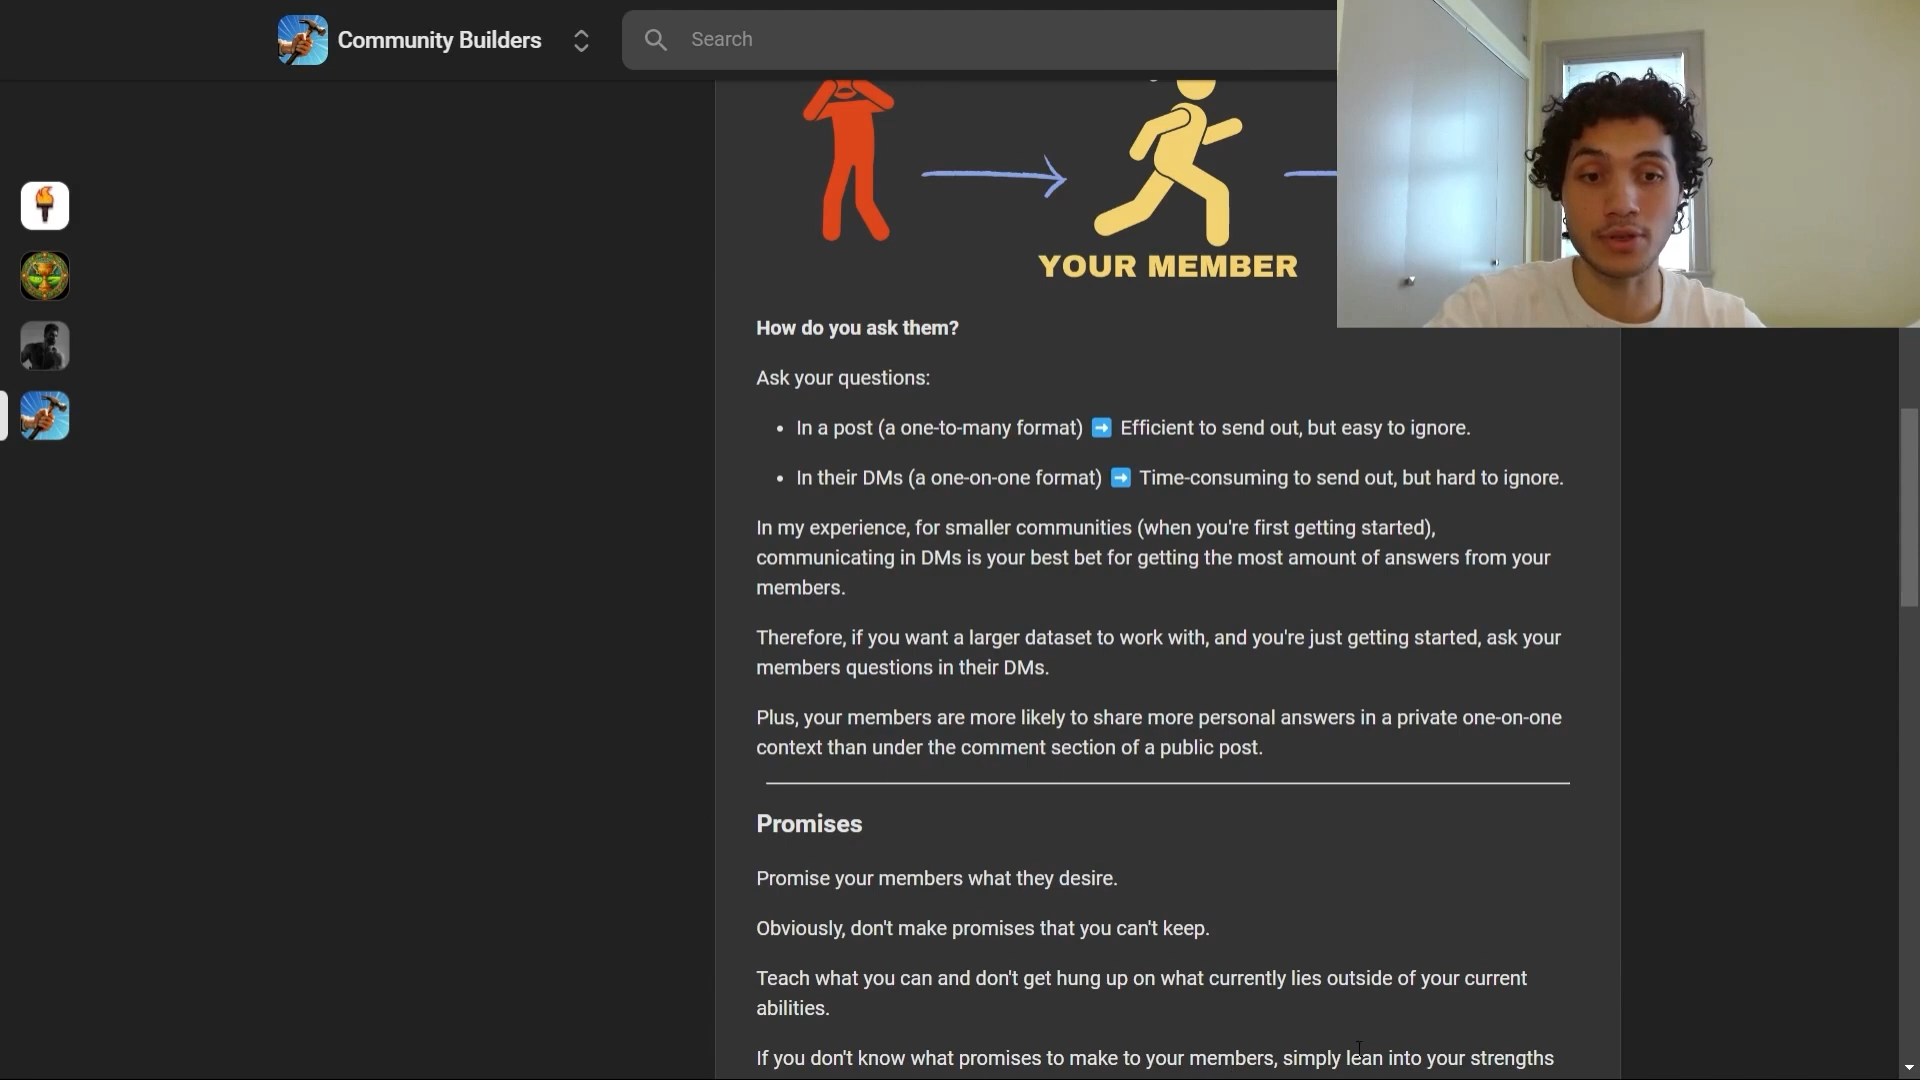 Community Builders
Search
YOUR MEMBER
How do you ask them?
Ask your questions:
• In a post (a one-to-many format) ➡ Efficient to send out, but easy to ignore.
• In their DMs (a one-on-one format) ➡ Time-consuming to send out, but hard to ignore.
In my experience, for smaller communities (when you're first getting started),
communicating in DMs is your best bet for getting the most amount of answers from your
members.
Therefore, if you want a larger dataset to work with, and you're just getting started, ask your
members questions in their DMs.
Plus, your members are more likely to share more personal answers in a private one-on-one
context than under the comment section of a public post.
Promises
Promise your members what they desire.
Obviously, don't make promises that you can't keep.
Teach what you can and don't get hung up on what currently lies outside of your current
abilities.
If you don't know what promises to make to your members, simply lean into your strengths